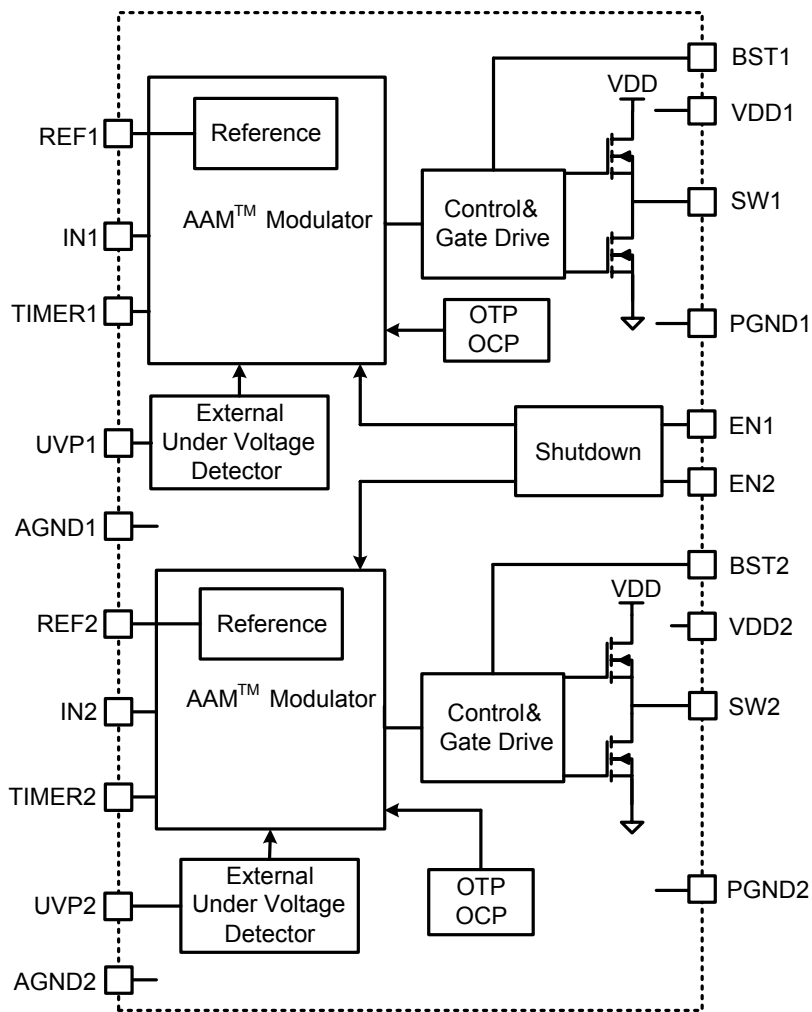 BST1
VDD
VDD1
REF1
Reference
AAM™ Modulator
Control&
Gate Drive
SW1
IN1
TIMER1
OTP
OCP
PGND1
External
Under Voltage
Detector
UVP1
EN1
Shutdown
EN2
AGND1
BST2
VDD
REF2
Reference
VDD2
AAM™ Modulator
Control&
Gate Drive
SW2
IN2
TIMER2
External
Under Voltage
Detector
UVP2
OTP
OCP
PGND2
AGND2